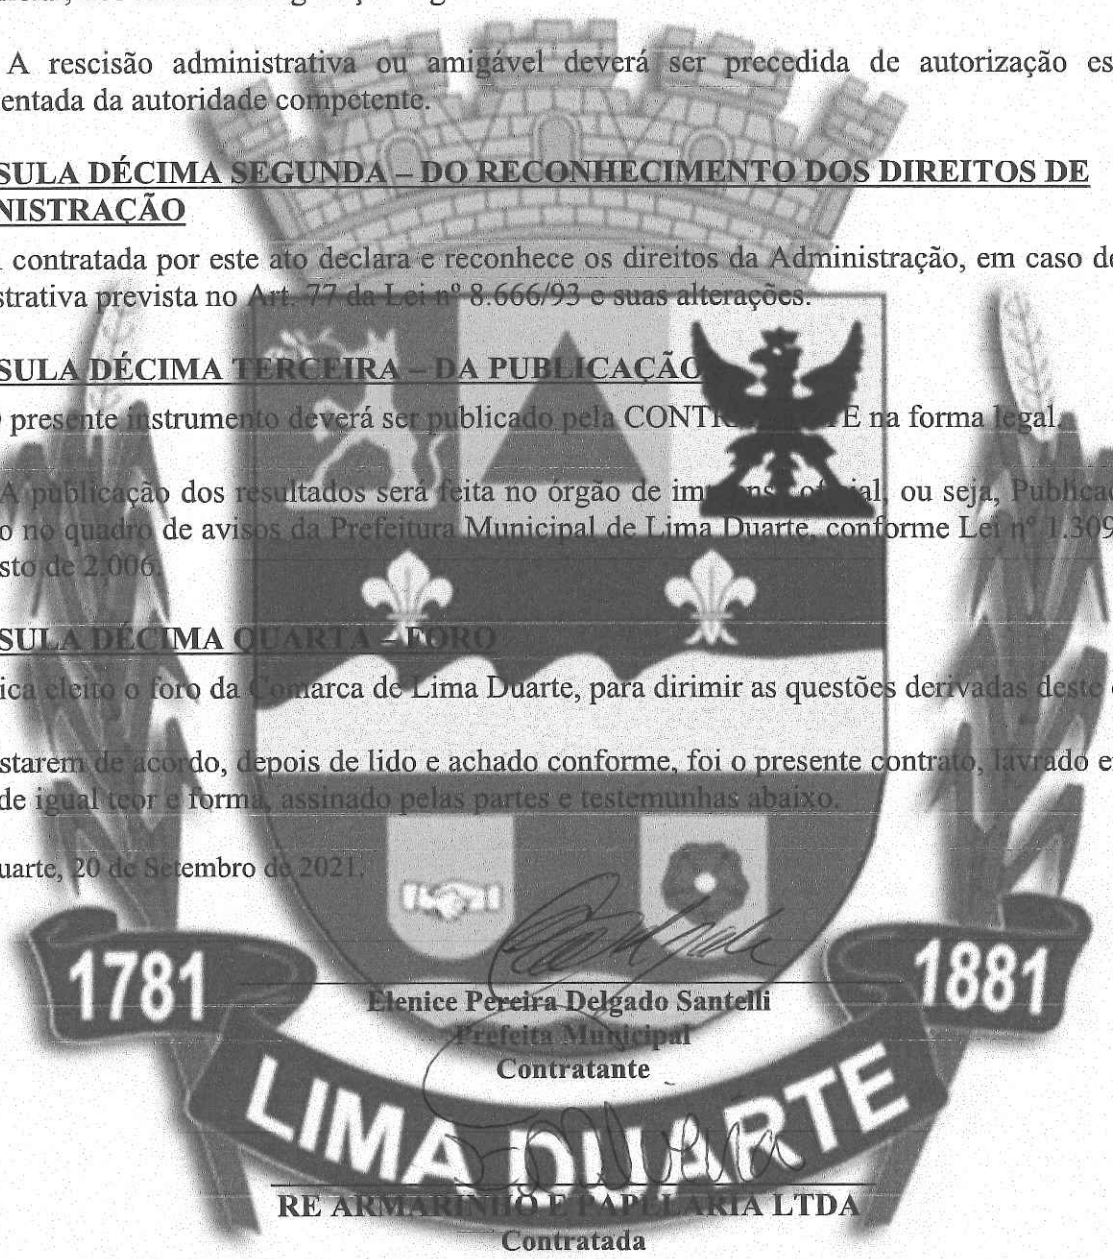 A rescisão administrativa ou amigável deverá ser precedida de autorização es
entada da autoridade competente.
SULA DÉCIMA SEGUNDA – DO RECONHECIMENTO DOS DIREITOS DE
NISTRAÇÃO
contratada por este ato declara e reconhece os direitos da Administração, em caso de
strativa prevista no Art. 77 da Lei nº 8.666/93 e suas alterações.
SULA DÉCIMA TERCEIRA – DA PUBLICAÇÃO
presente instrumento deverá ser publicado pela CONTR TE na forma legal.
A publicação dos resultados será feita no órgão de imprensa oficial, ou seja, Publicaç
o no quadro de avisos da Prefeitura Municipal de Lima Duarte, conforme Lei nº 1.309
sto de 2.006.
SULA DÉCIMA QUARTA – FORO
ica eleito o foro da Comarca de Lima Duarte, para dirimir as questões derivadas deste
starem de acordo, depois de lido e achado conforme, foi o presente contrato, lavrado e
de igual teor e forma, assinado pelas partes e testemunhas abaixo.
uarte, 20 de Setembro de 2021.
1781
1881
Elenice Pereira Delgado Santelli
Prefeita Municipal
Contratante
LIMA DUARTE
RE ARMARINHO E PAPELARIA LTDA
Contratada